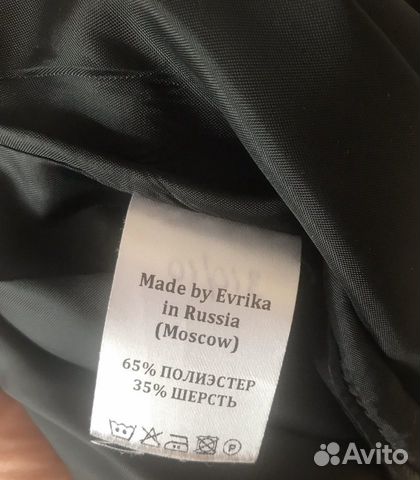 Made by Evrika
in Russia
(Moscow)
65% ПОЛИЭСТЕР
35% ШЕРСТЬ
Avito